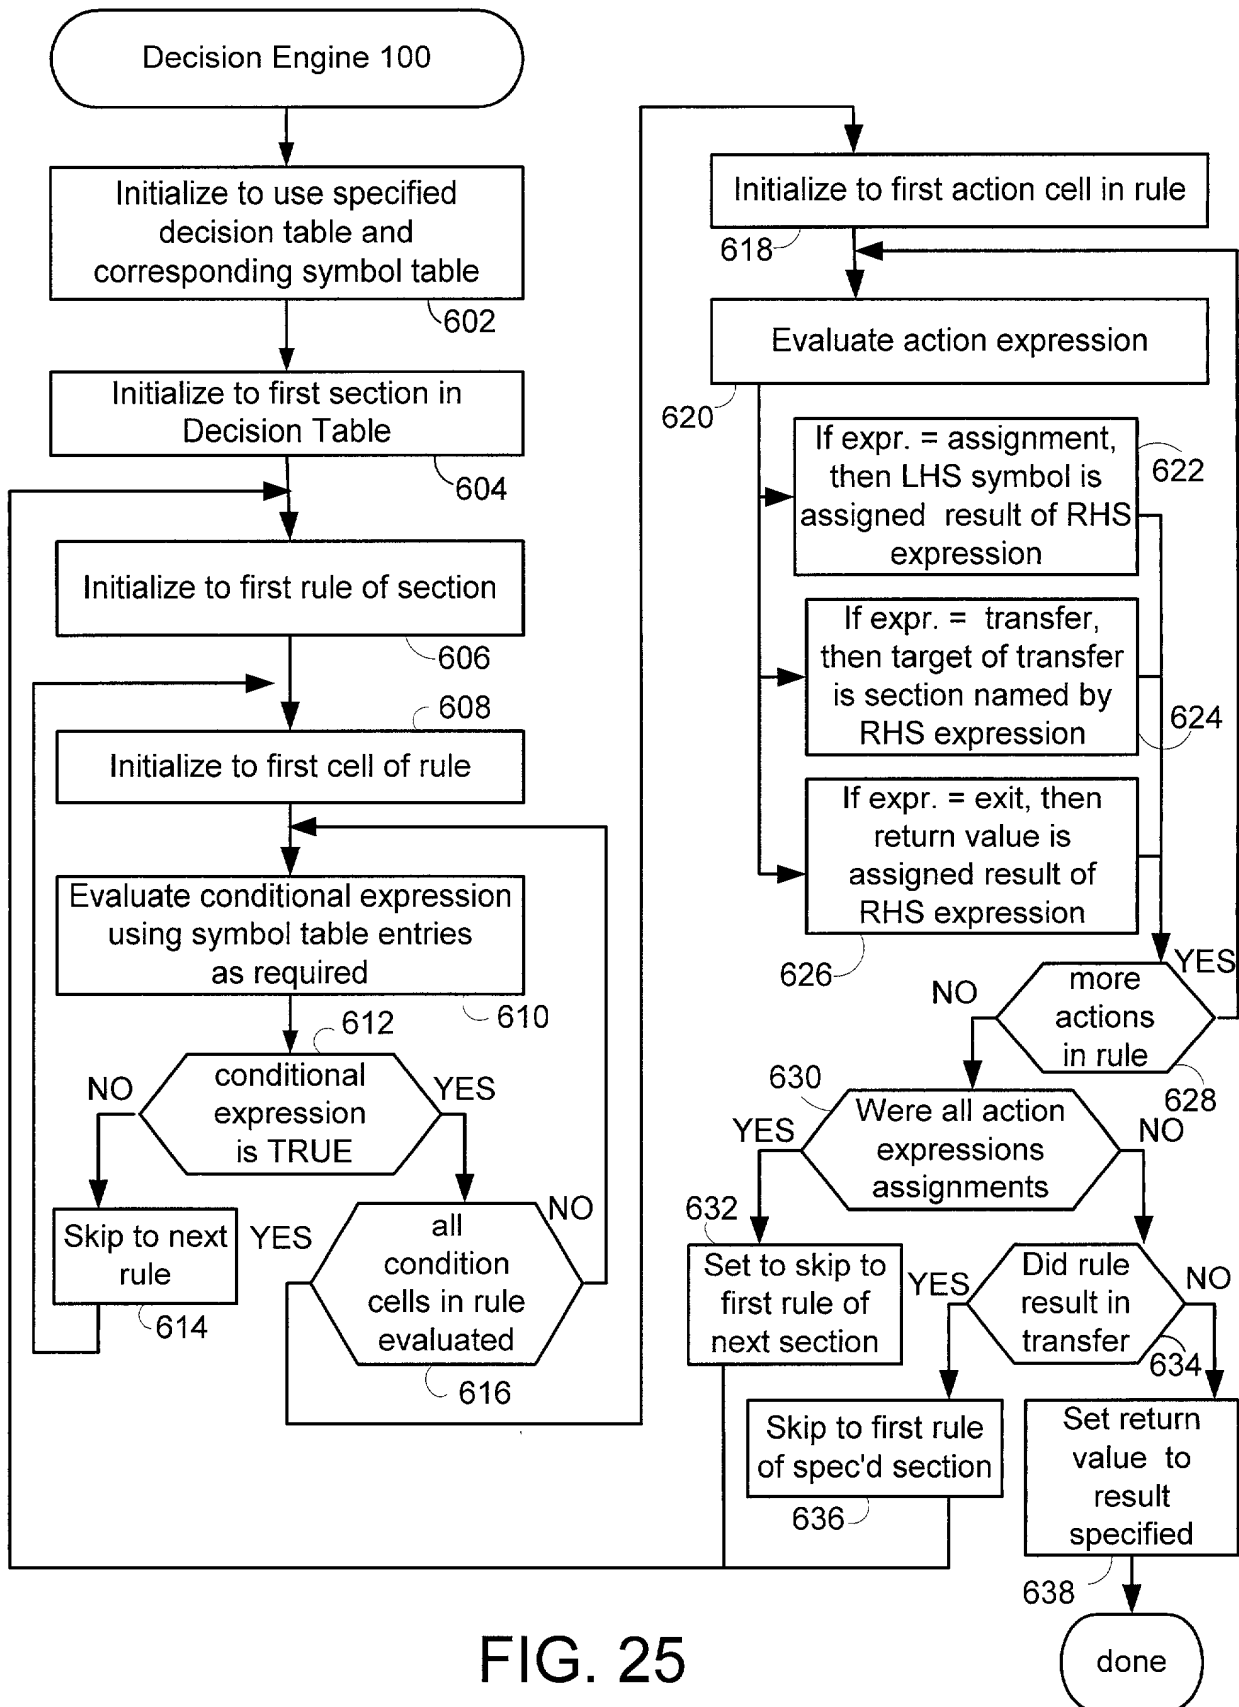 Decision Engine 100
Initialize to use specified
decision table and
corresponding symbol table
602
Initialize to first section in
Decision Table
604
Initialize to first rule of section
606
608
Initialize to first cell of rule
Evaluate conditional expression
using symbol table entries
as required
610
612
NO
conditional
expression
is TRUE
YES
Skip to next
rule
614
YES
all
condition
cells in rule
evaluated
NO
616
Initialize to first action cell in rule
618
Evaluate action expression
620
If expr. = assignment,
then LHS symbol is
assigned result of RHS
expression
622
If expr. = transfer,
then target of transfer
is section named by
RHS expression
624
If expr. = exit, then
return value is
assigned result of
RHS expression
626
YES
NO
more
actions
in rule
628
630
YES
Were all action
expressions
assignments
NO
632
Set to skip to
first rule of
next section
YES
Did rule
result in
transfer
NO
634
Skip to first rule
of spec'd section
636
Set return
value to
result
specified
638
done
FIG. 25